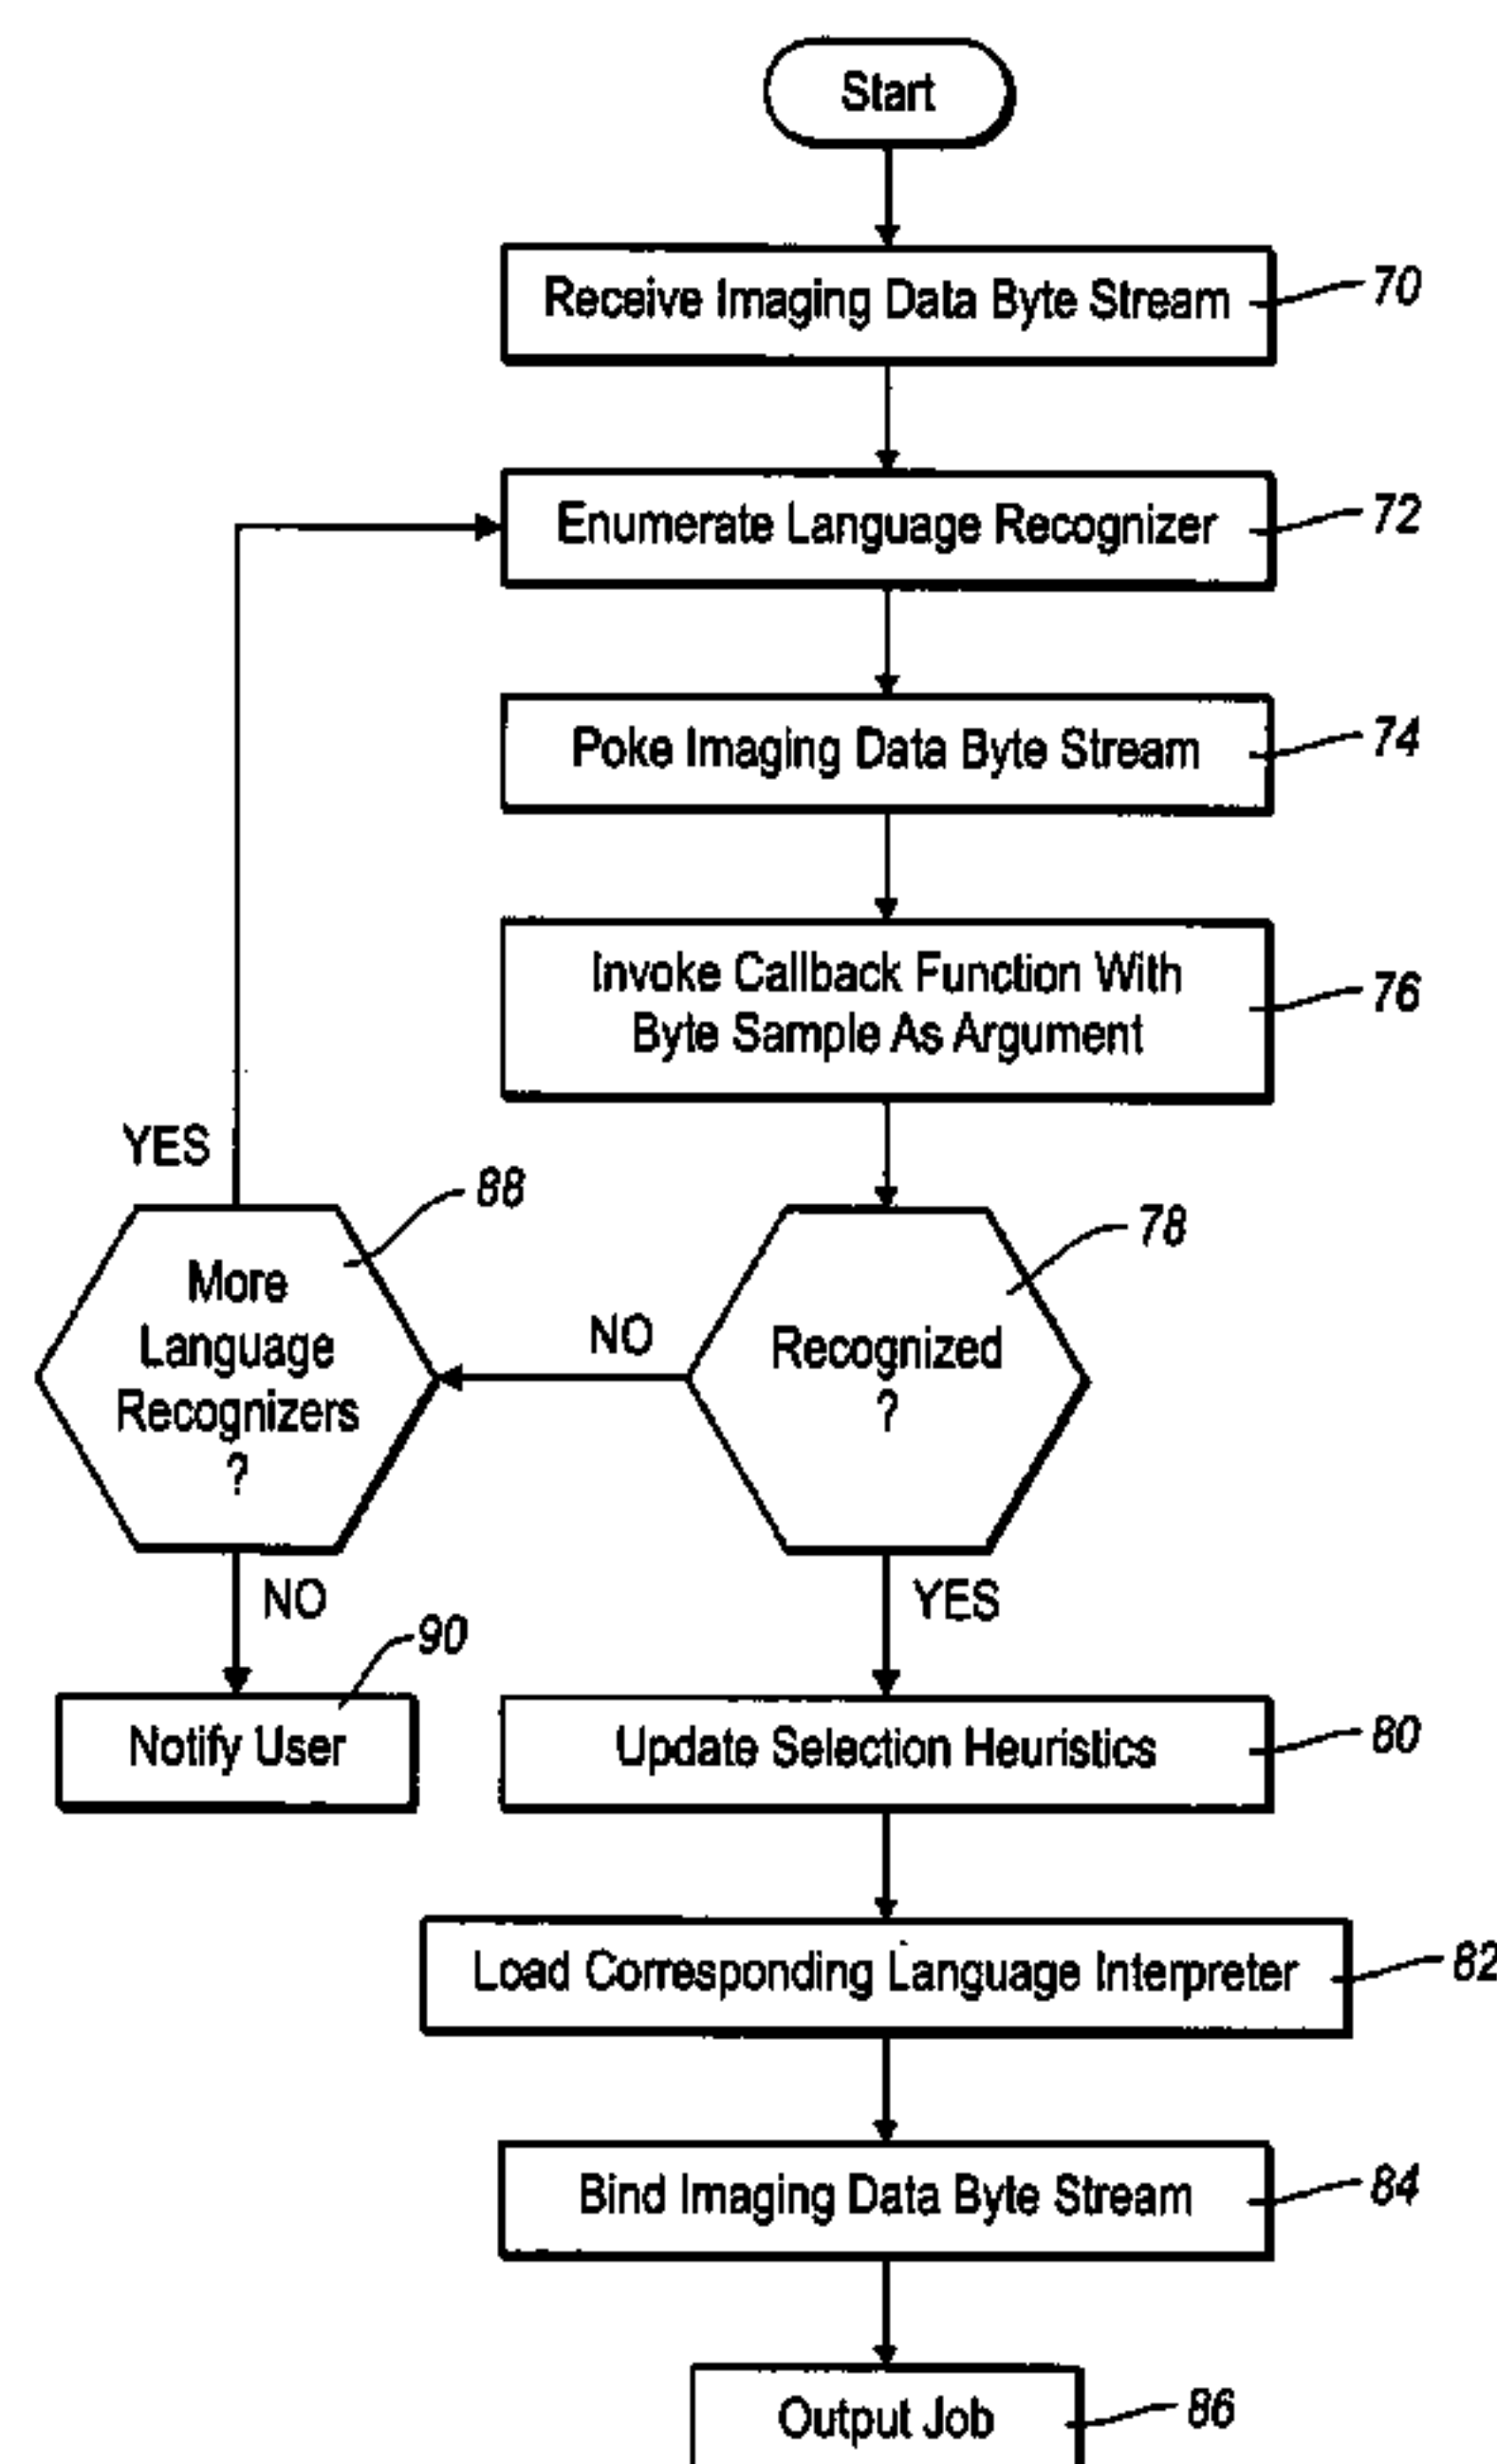 Start
Receive Imaging Data Byte Stream
70
Enumerate Language Recognizer
72
Poke Imaging Data Byte Stream
74
Invoke Callback Function With
Byte Sample As Argument
76
YES
88
78
More
Language
Recognizers
?
NO
Recognized
?
NO
YES
90
Notify User
Update Selection Heuristics
80
Load Corresponding Language Interpreter
82
Bind Imaging Data Byte Stream
84
Output Job
86